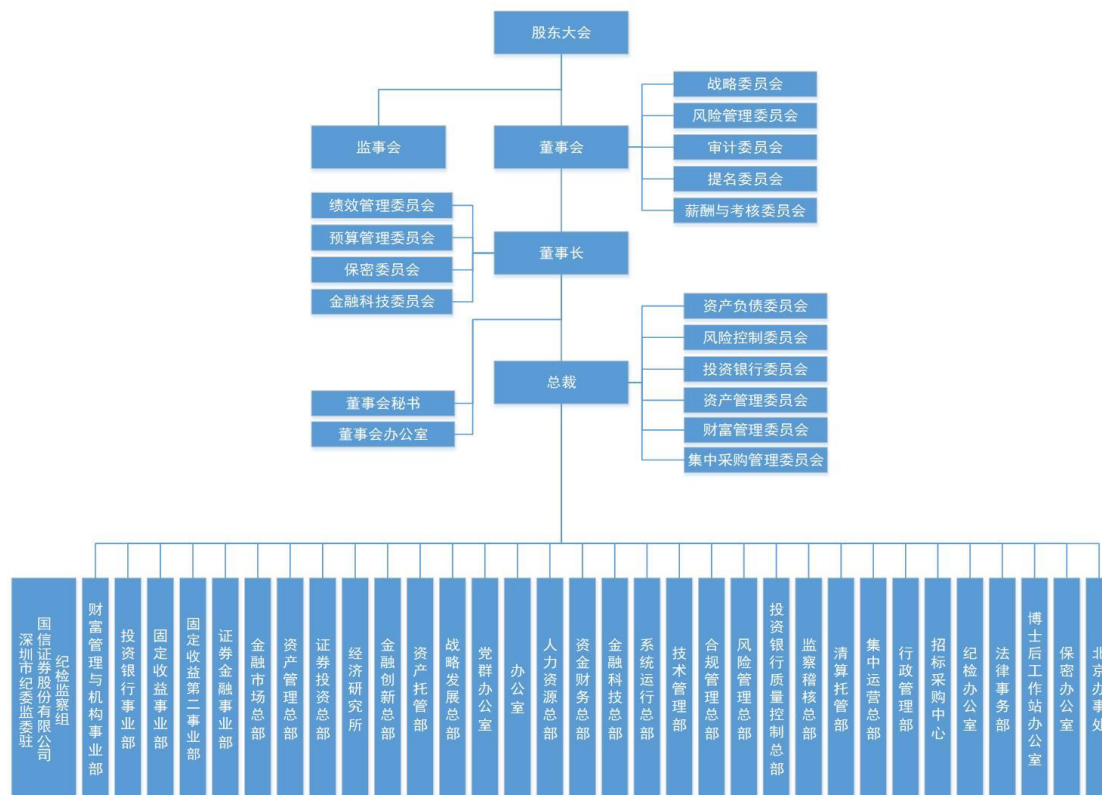 股东大会
监事会
董事会
战略委员会
风险管理委员会
审计委员会
提名委员会
薪酬与考核委员会
绩效管理委员会
预算管理委员会
保密委员会
金融科技委员会
董事长
董事会秘书
董事会办公室
总裁
资产负债委员会
风险控制委员会
投资银行委员会
资产管理委员会
财富管理委员会
集中采购管理委员会
深圳市纪委监委驻
国信证券股份有限公司
纪检监察组
财富管理与机构事业部
投资银行事业部
固定收益事业部
固定收益第二事业部
证券金融事业部
金融市场总部
资产管理总部
证券投资总部
经济研究所
金融创新总部
资产托管部
战略发展总部
党群办公室
办公室
人力资源总部
资金财务总部
金融科技总部
系统运行总部
技术管理部
合规管理总部
风险管理总部
投资银行质量控制总部
监察稽核总部
清算托管部
集中运营总部
行政管理部
招标采购中心
纪检办公室
法律事务部
博士后工作站办公室
保密办公室
北京办事处